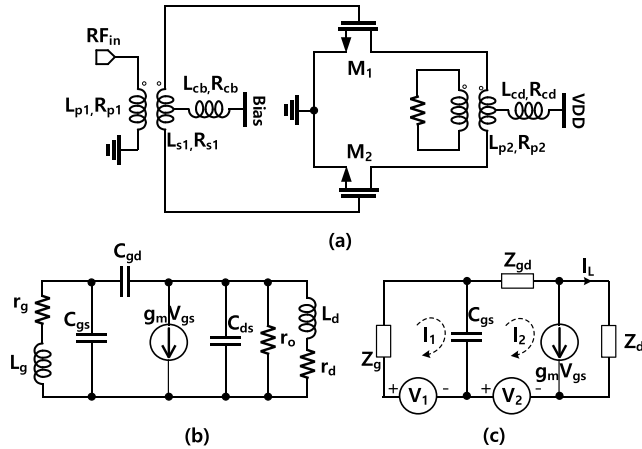 RFin
Lp1,Rp1
Ls1,Rs1
Lcb,Rcb
Bias
M1
M2
Lcd,Rcd
VDD
Lp2,Rp2
(a)
Cgd
rg
Cgs
Lg
gmVgs
Cds
ro
Ld
rd
(b)
Zgd
IL
Cgs
I1
I2
Zg
gmVgs
Zd
+ V1 -
+ V2 -
(c)